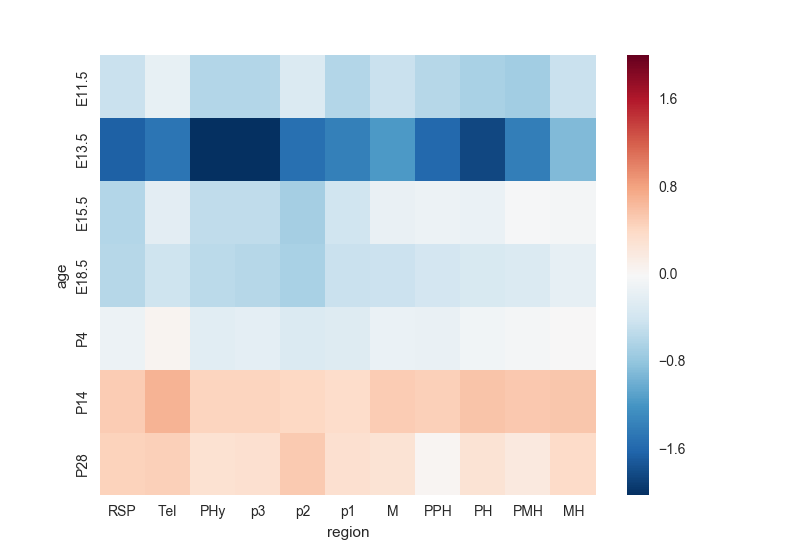 E11.5
E13.5
E15.5
E18.5
P4
P14
P28
age
RSP Tel PHy p3 p2 p1 M PPH PH PMH MH
region
1.6
0.8
0.0
−0.8
−1.6